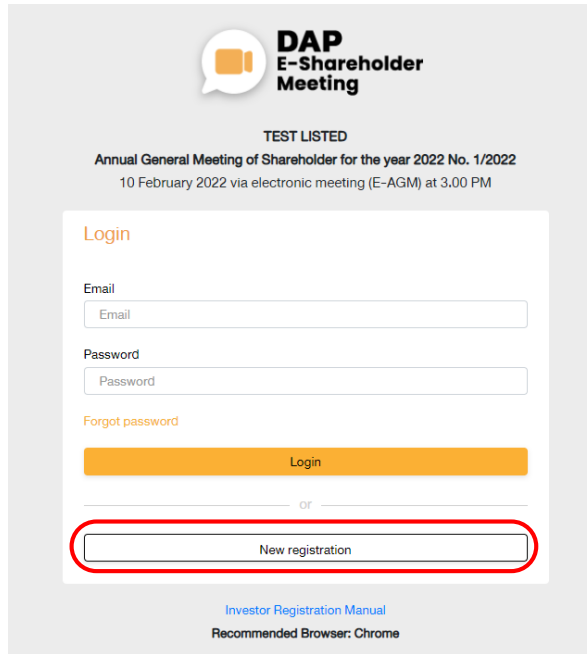 DAP
E-Shareholder
Meeting
TEST LISTED
Annual General Meeting of Shareholder for the year 2022 No. 1/2022
10 February 2022 via electronic meeting (E-AGM) at 3.00 PM
Login
Email
Email
Password
Password
Forgot password
Login
or
New registration
Investor Registration Manual
Recommended Browser: Chrome